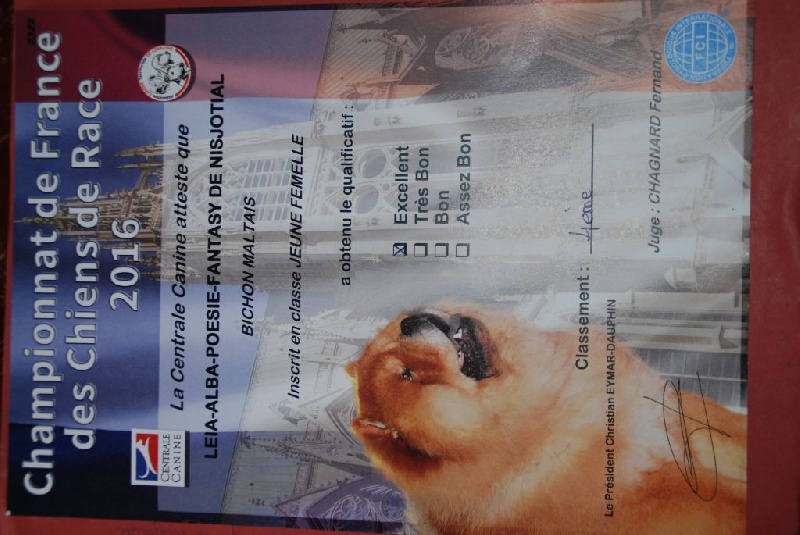 Championnat de France
des Chiens de Race
2016
CENTRALE
CANINE
La Centrale Canine atteste que
LEIA-ALBA-POESIE-FANTASY DE NISJOTIAL
BICHON MALTAIS
Inscrit en classe JEUNE FEMELLE
a obtenu le qualificatif :
☒ Excellent
☐ Très Bon
☐ Bon
☐ Assez Bon
Classement : 4ème
Le Président Christian EYMAR-DAUPHIN
Juge : CHAGNARD Fernand
FCI